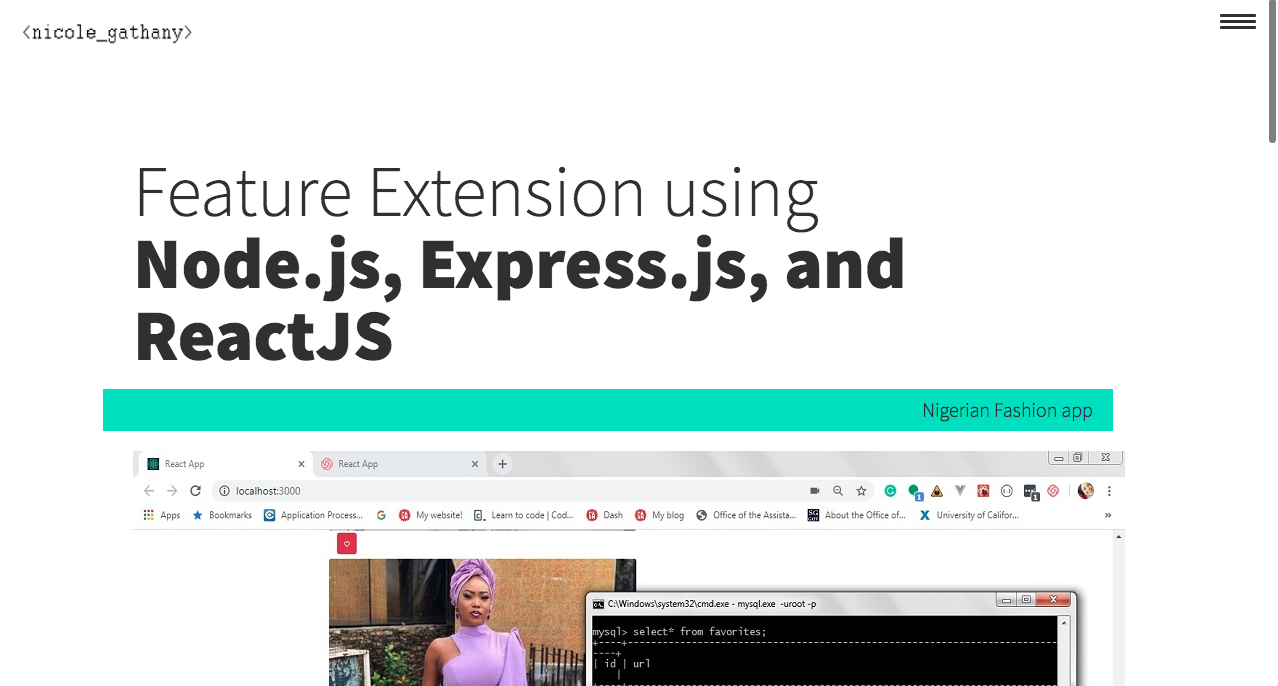 <nicole_gathany>
Feature Extension using
Node.js, Express.js, and
ReactJS
Nigerian Fashion app
React App
React App
localhost:3000
1
1
Apps
Bookmarks
Application Process...
My website!
Learn to code | Cod...
Dash
My blog
Office of the Assista...
About the Office of...
University of Califor...
»
C:\Windows\system32\cmd.exe - mysql.exe -uroot -p
mysql> select* from favorites;
| id | url
|